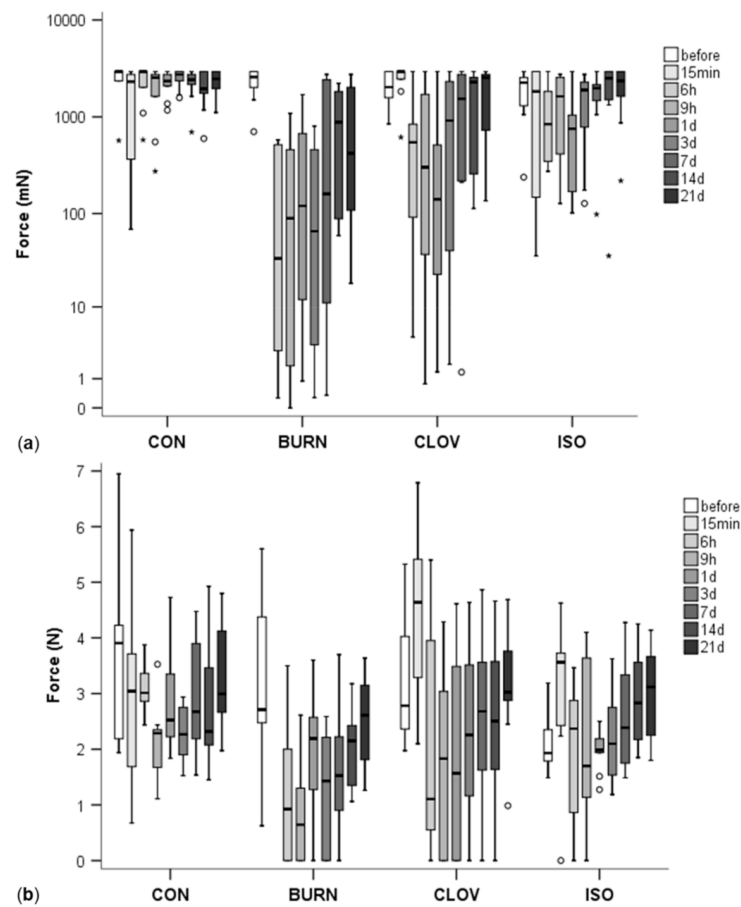 10000
1000
100
10
1
0
Force (mN)
CON BURN CLOV ISO
before
15min
6h
9h
1d
3d
7d
14d
21d
(a)
7
6
5
4
3
2
1
0
Force (N)
CON BURN CLOV ISO
before
15min
6h
9h
1d
3d
7d
14d
21d
(b)